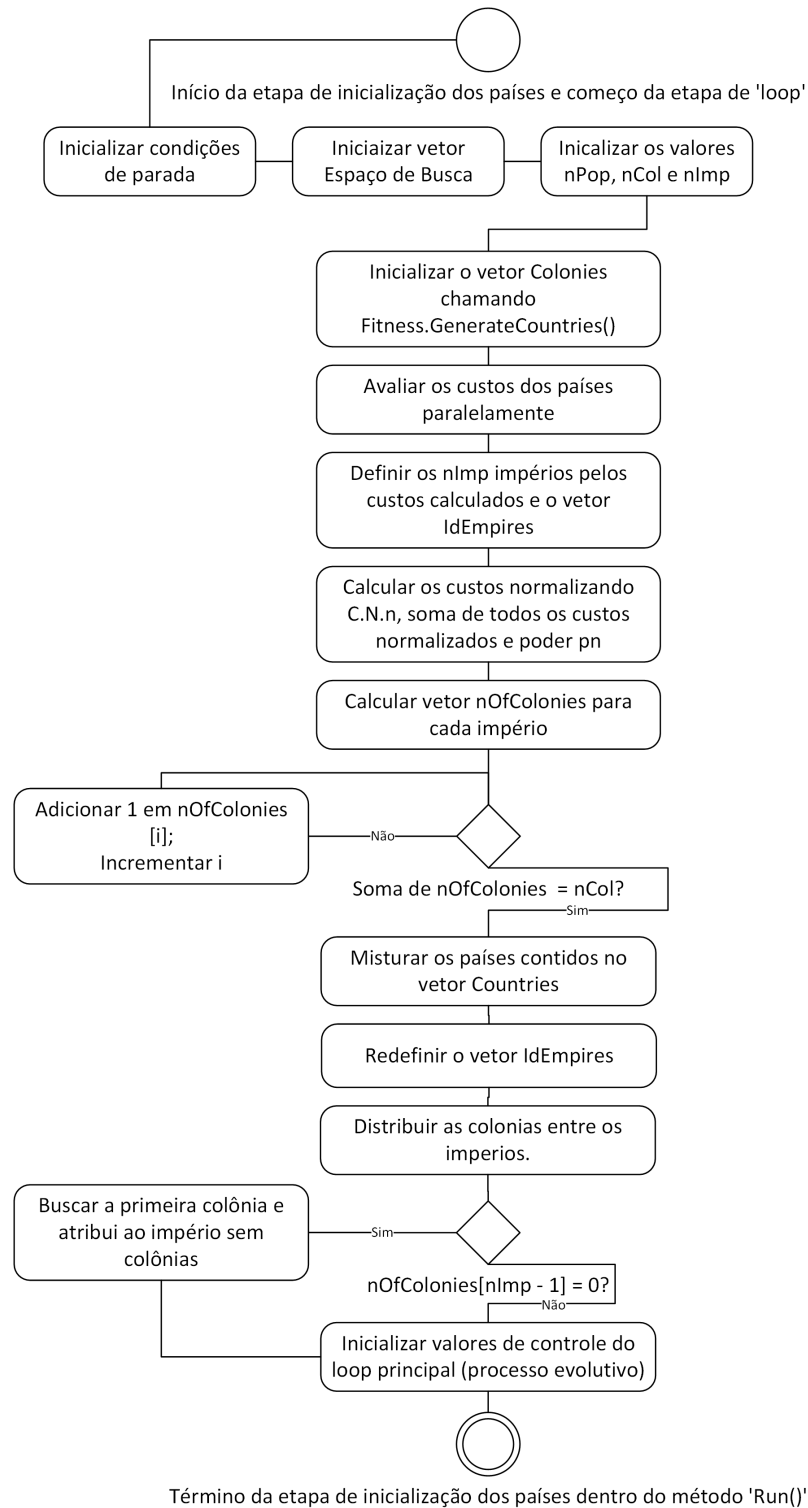 Início da etapa de inicialização dos países e começo da etapa de 'loop'
Inicializar condições
de parada
Iniciaizar vetor
Espaço de Busca
Inicalizar os valores
nPop, nCol e nImp
Inicializar o vetor Colonies
chamando
Fitness.GenerateCountries()
Avaliar os custos dos países
paralelamente
Definir os nImp impérios pelos
custos calculados e o vetor
IdEmpires
Calcular os custos normalizando
C.N.n, soma de todos os custos
normalizados e poder pn
Calcular vetor nOfColonies para
cada império
Adicionar 1 em nOfColonies
[i];
Incrementar i
Não
Soma de nOfColonies = nCol?
Sim
Misturar os países contidos no
vetor Countries
Redefinir o vetor IdEmpires
Distribuir as colonias entre os
imperios.
Buscar a primeira colônia e
atribui ao império sem
colônias
Sim
nOfColonies[nImp - 1] = 0?
Não
Inicializar valores de controle do
loop principal (processo evolutivo)
Término da etapa de inicialização dos países dentro do método 'Run()'